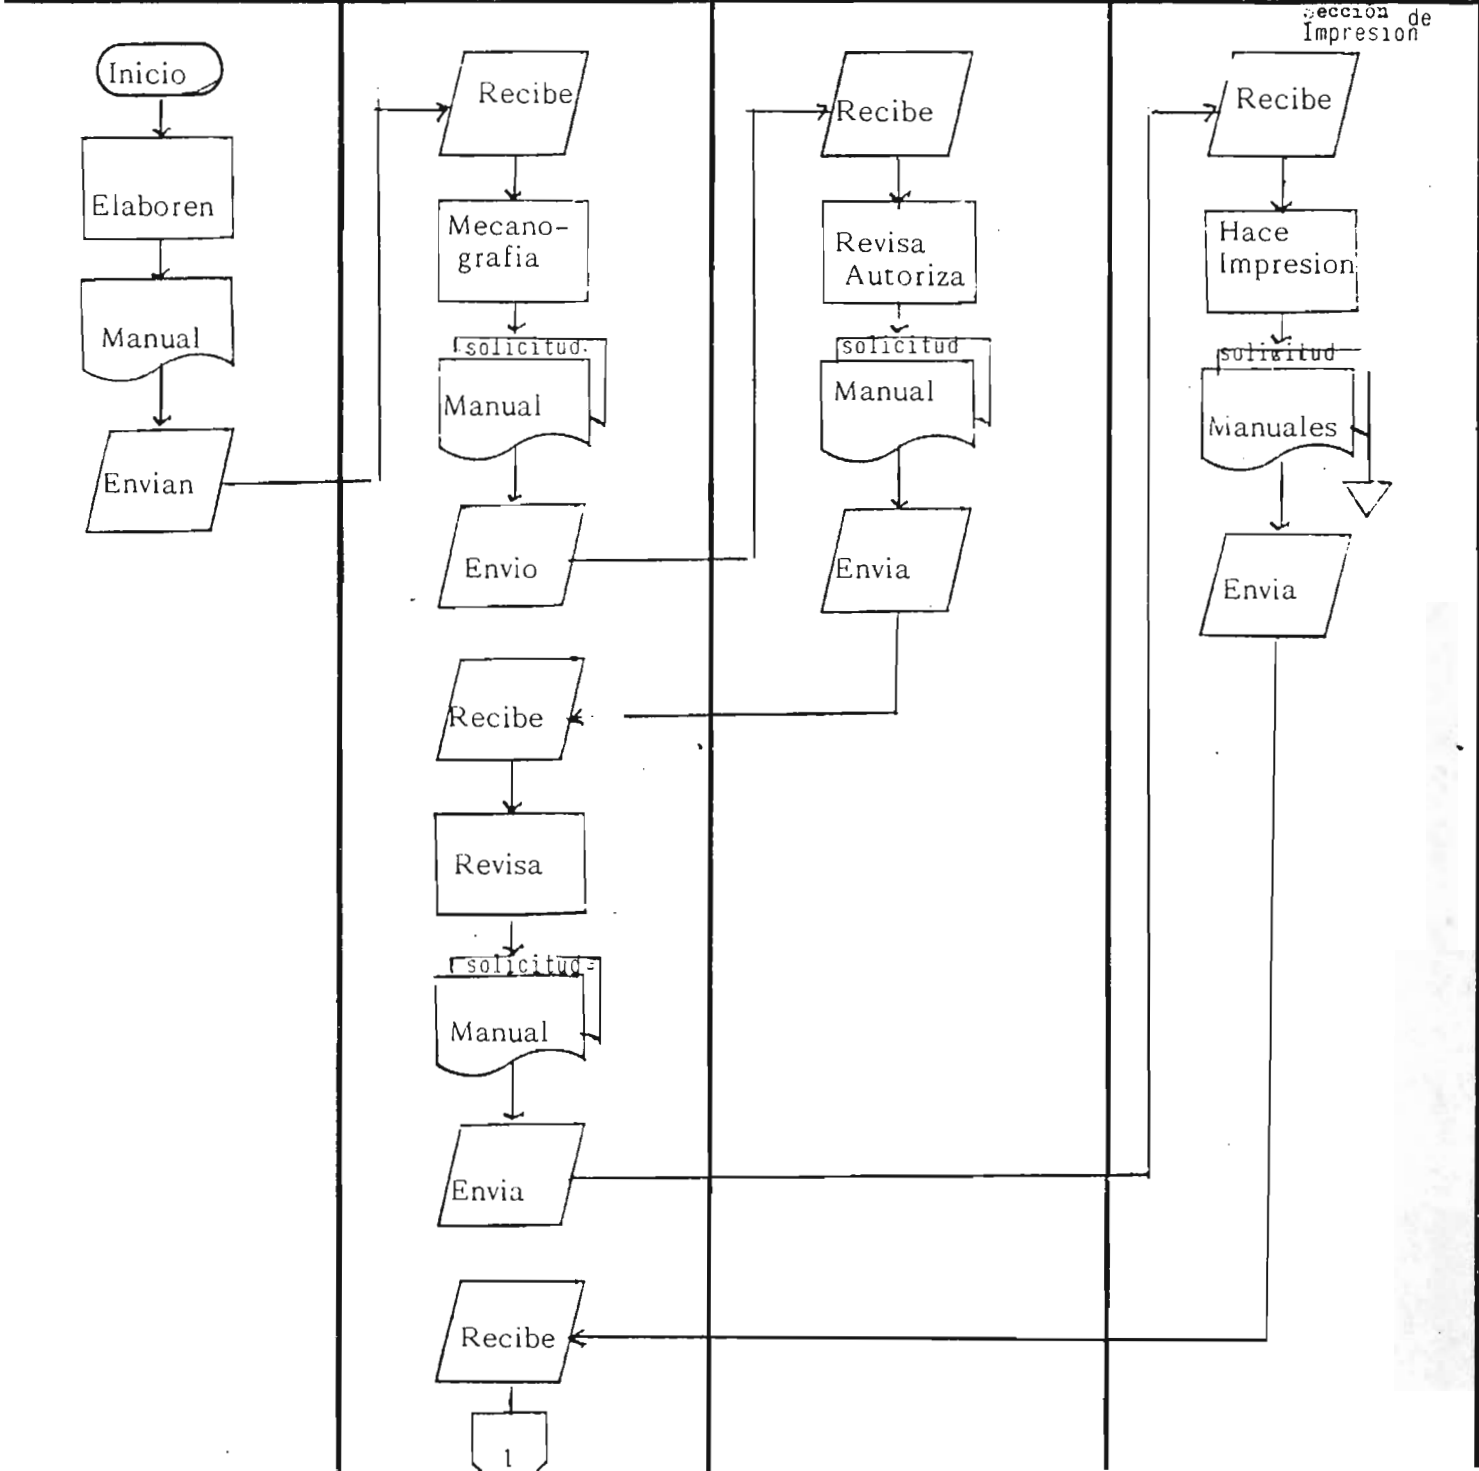 Sección de
Impresión
Inicio
Elaboren
Manual
Envian
Recibe
Mecano-
grafia
solicitud
Manual
Envio
Recibe
Revisa
solicitud
Manual
Envia
Recibe
1
Recibe
Revisa
Autoriza
solicitud
Manual
Envia
Recibe
Hace
Impresion
solicitud
Manuales
Envia